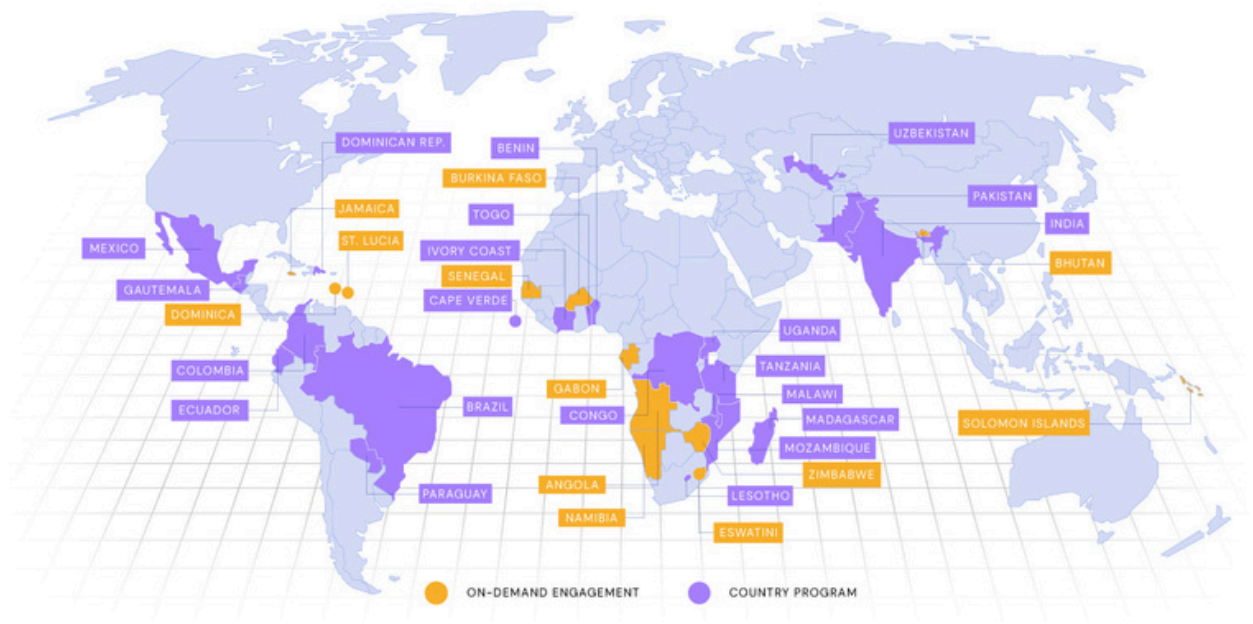 UZBEKISTAN
DOMINICAN REP.
BENIN
BURKINA FASO
PAKISTAN
JAMAICA
TOGO
INDIA
ST. LUCIA
MEXICO
IVORY COAST
BHUTAN
SENEGAL
GAUTEMALA
CAPE VERDE
DOMINICA
UGANDA
COLOMBIA
TANZANIA
GABON
MALAWI
ECUADOR
BRAZIL
CONGO
MADAGASCAR
SOLOMON ISLANDS
MOZAMBIQUE
ZIMBABWE
ANGOLA
PARAGUAY
LESOTHO
NAMIBIA
ESWATINI
ON-DEMAND ENGAGEMENT
COUNTRY PROGRAM